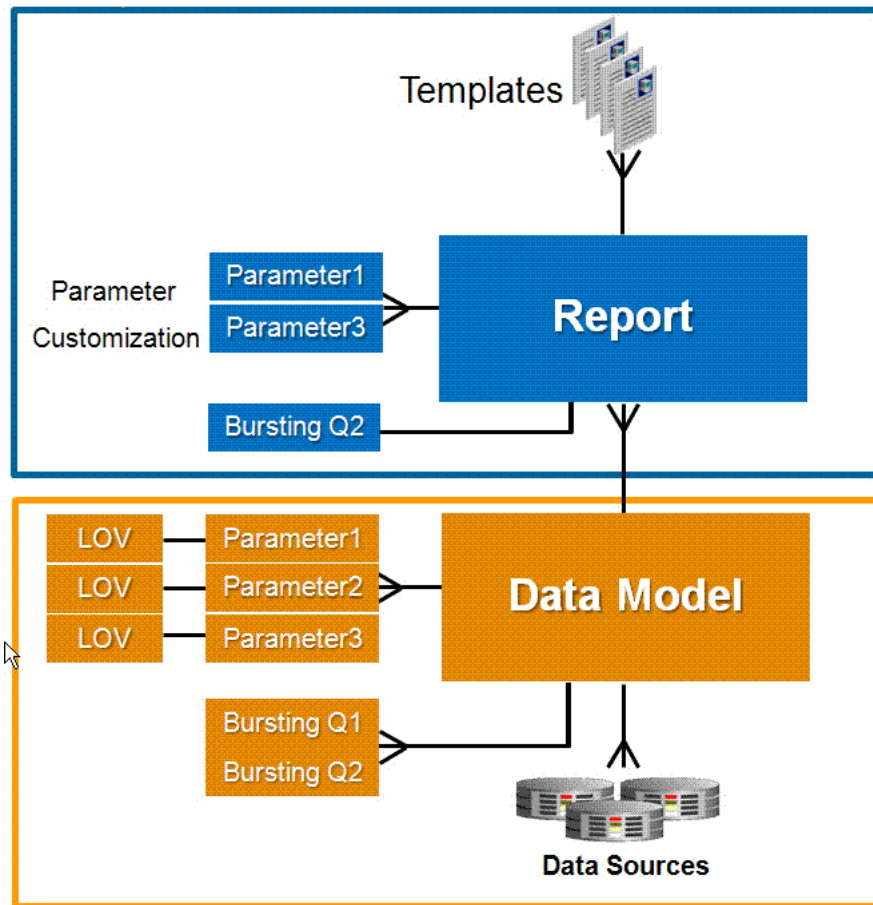 Templates
Parameter
Customization
Parameter1
Parameter3
Report
Bursting Q2
LOV
Parameter1
LOV
Parameter2
LOV
Parameter3
Data Model
Bursting Q1
Bursting Q2
Data Sources